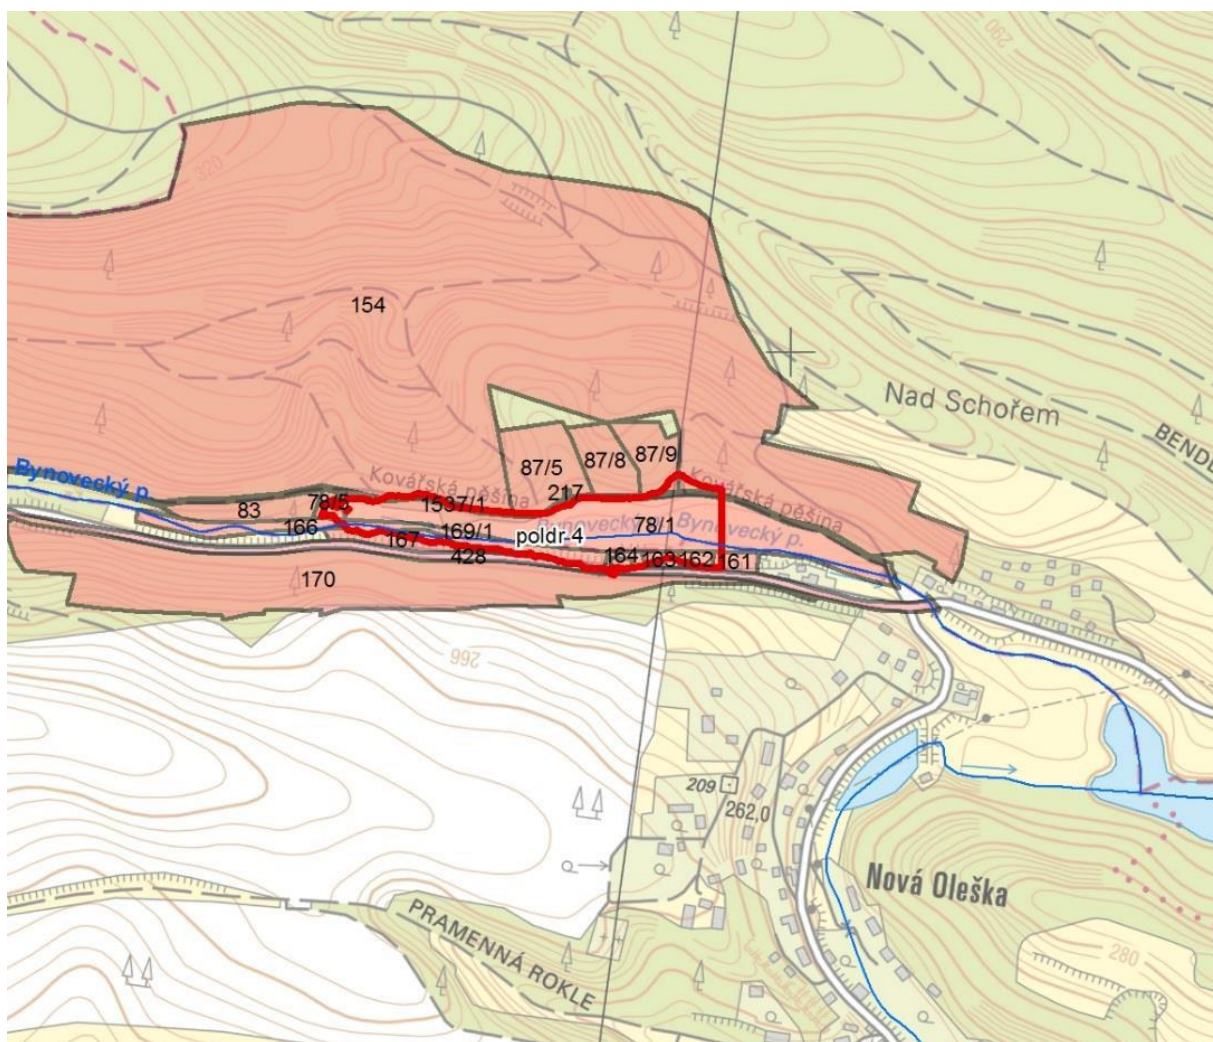 290
320
154
Nad Schořem
BENDL
87/9
87/8
87/5
Bynovecký p.
Kovářská pěšina
217
Kovářská pěšina
78/5
1537/1
83
166
169/1
78/1
Bynovecký
Bynovecký p.
167
poldr 4
428
164
163
162
161
170
266
209
262,0
Nová Oleška
PRAMENNÁ ROKLE
280